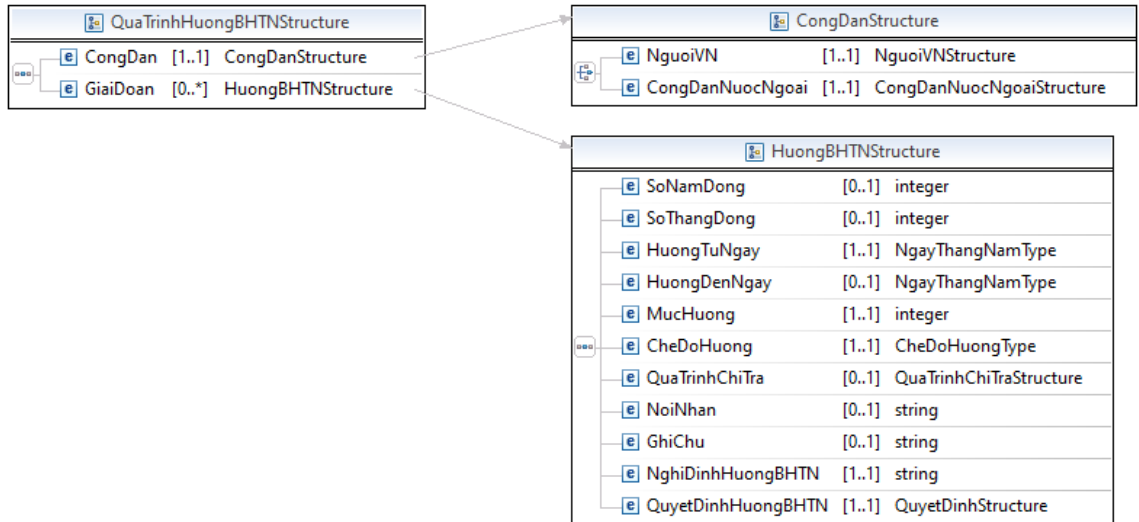 QuaTrinhHuongBHTNStructure
e CongDan [1..1] CongDanStructure
e GiaiDoan [0..*] HuongBHTNStructure
CongDanStructure
e NguoiVN [1..1] NguoiVNStructure
e CongDanNuocNgoai [1..1] CongDanNuocNgoaiStructure
HuongBHTNStructure
e SoNamDong [0..1] integer
e SoThangDong [0..1] integer
e HuongTuNgay [1..1] NgayThangNamType
e HuongDenNgay [0..1] NgayThangNamType
e MucHuong [1..1] integer
e CheDoHuong [1..1] CheDoHuongType
e QuaTrinhChiTra [0..1] QuaTrinhChiTraStructure
e NoiNhan [0..1] string
e GhiChu [0..1] string
e NghiDinhHuongBHTN [1..1] string
e QuyetDinhHuongBHTN [1..1] QuyetDinhStructure